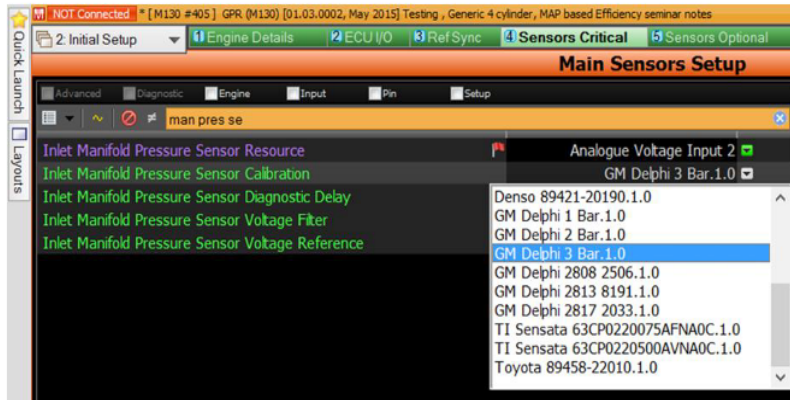 NOT Connected * [ M130 #405 ] GPR (M130) [01.03.0002, May 2015] Testing , Generic 4 cylinder, MAP based Efficiency seminar notes
2: Initial Setup 1 Engine Details 2 ECU I/O 3 Ref Sync 4 Sensors Critical 5 Sensors Optional
Main Sensors Setup
Quick Launch
Layouts
Advanced Diagnostic Engine Input Pin Setup
man pres se
Inlet Manifold Pressure Sensor Resource Analogue Voltage Input 2
Inlet Manifold Pressure Sensor Calibration GM Delphi 3 Bar.1.0
Inlet Manifold Pressure Sensor Diagnostic Delay
Inlet Manifold Pressure Sensor Voltage Filter
Inlet Manifold Pressure Sensor Voltage Reference
Denso 89421-20190.1.0
GM Delphi 1 Bar.1.0
GM Delphi 2 Bar.1.0
GM Delphi 3 Bar.1.0
GM Delphi 2808 2506.1.0
GM Delphi 2813 8191.1.0
GM Delphi 2817 2033.1.0
TI Sensata 63CP0220075AFNA0C.1.0
TI Sensata 63CP0220500AVNA0C.1.0
Toyota 89458-22010.1.0